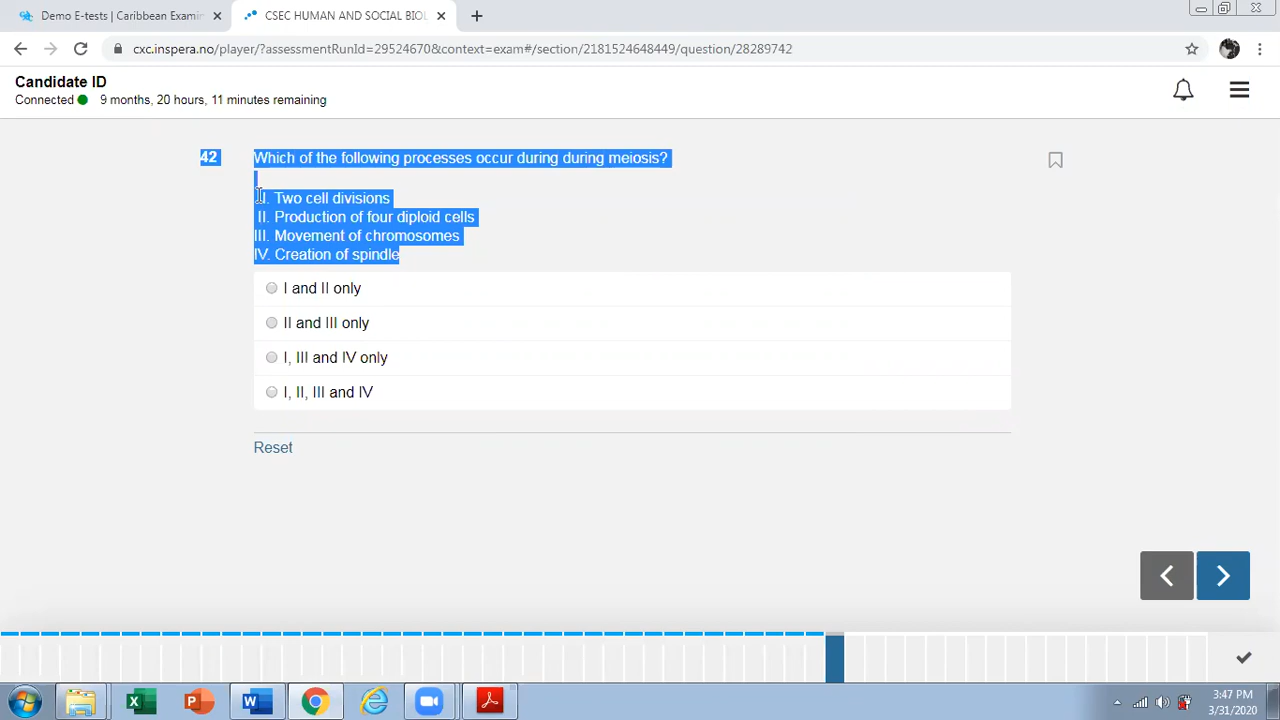 Demo E-tests | Caribbean Examin
CSEC HUMAN AND SOCIAL BIOL
cxc.inspera.no/player/?assessmentRunId=29524670&context=exam#/section/2181524648449/question/28289742
Candidate ID
Connected 9 months, 20 hours, 11 minutes remaining
42 Which of the following processes occur during during meiosis?
I. Two cell divisions
II. Production of four diploid cells
III. Movement of chromosomes
IV. Creation of spindle
I and II only
II and III only
I, III and IV only
I, II, III and IV
Reset
3:47 PM
3/31/2020